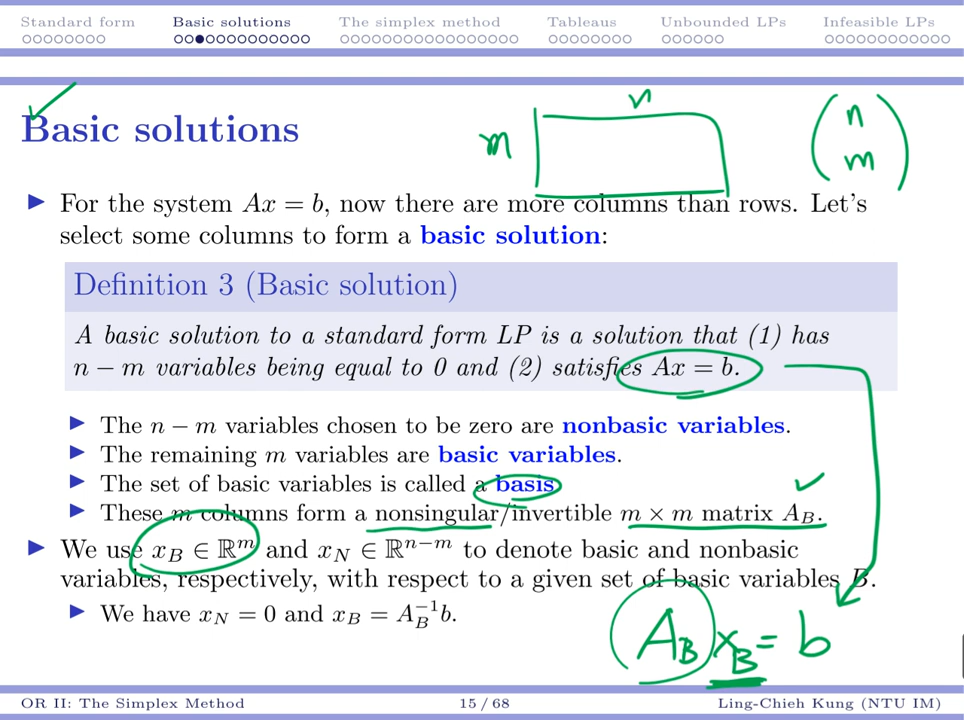 Standard form Basic solutions The simplex method Tableaus Unbounded LPs Infeasible LPs
Basic solutions
n
m
n
m
For the system Ax = b, now there are more columns than rows. Let's
select some columns to form a basic solution:
Definition 3 (Basic solution)
A basic solution to a standard form LP is a solution that (1) has
n − m variables being equal to 0 and (2) satisfies Ax = b.
The n − m variables chosen to be zero are nonbasic variables.
The remaining m variables are basic variables.
The set of basic variables is called a basis.
These m columns form a nonsingular/invertible m × m matrix A_B.
We use x_B ∈ ℝ^m and x_N ∈ ℝ^{n−m} to denote basic and nonbasic
variables, respectively, with respect to a given set of basic variables B.
We have x_N = 0 and x_B = A_B^{−1}b.
A_B x_B = b
OR II: The Simplex Method 15 / 68 Ling-Chieh Kung (NTU IM)